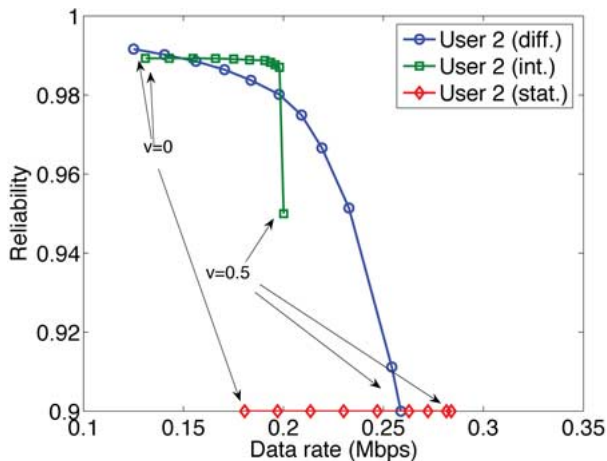 1
0.98
0.96
0.94
0.92
0.9
Reliability
User 2 (diff.)
User 2 (int.)
User 2 (stat.)
v=0
v=0.5
0.1
0.15
0.2
0.25
0.3
0.35
Data rate (Mbps)